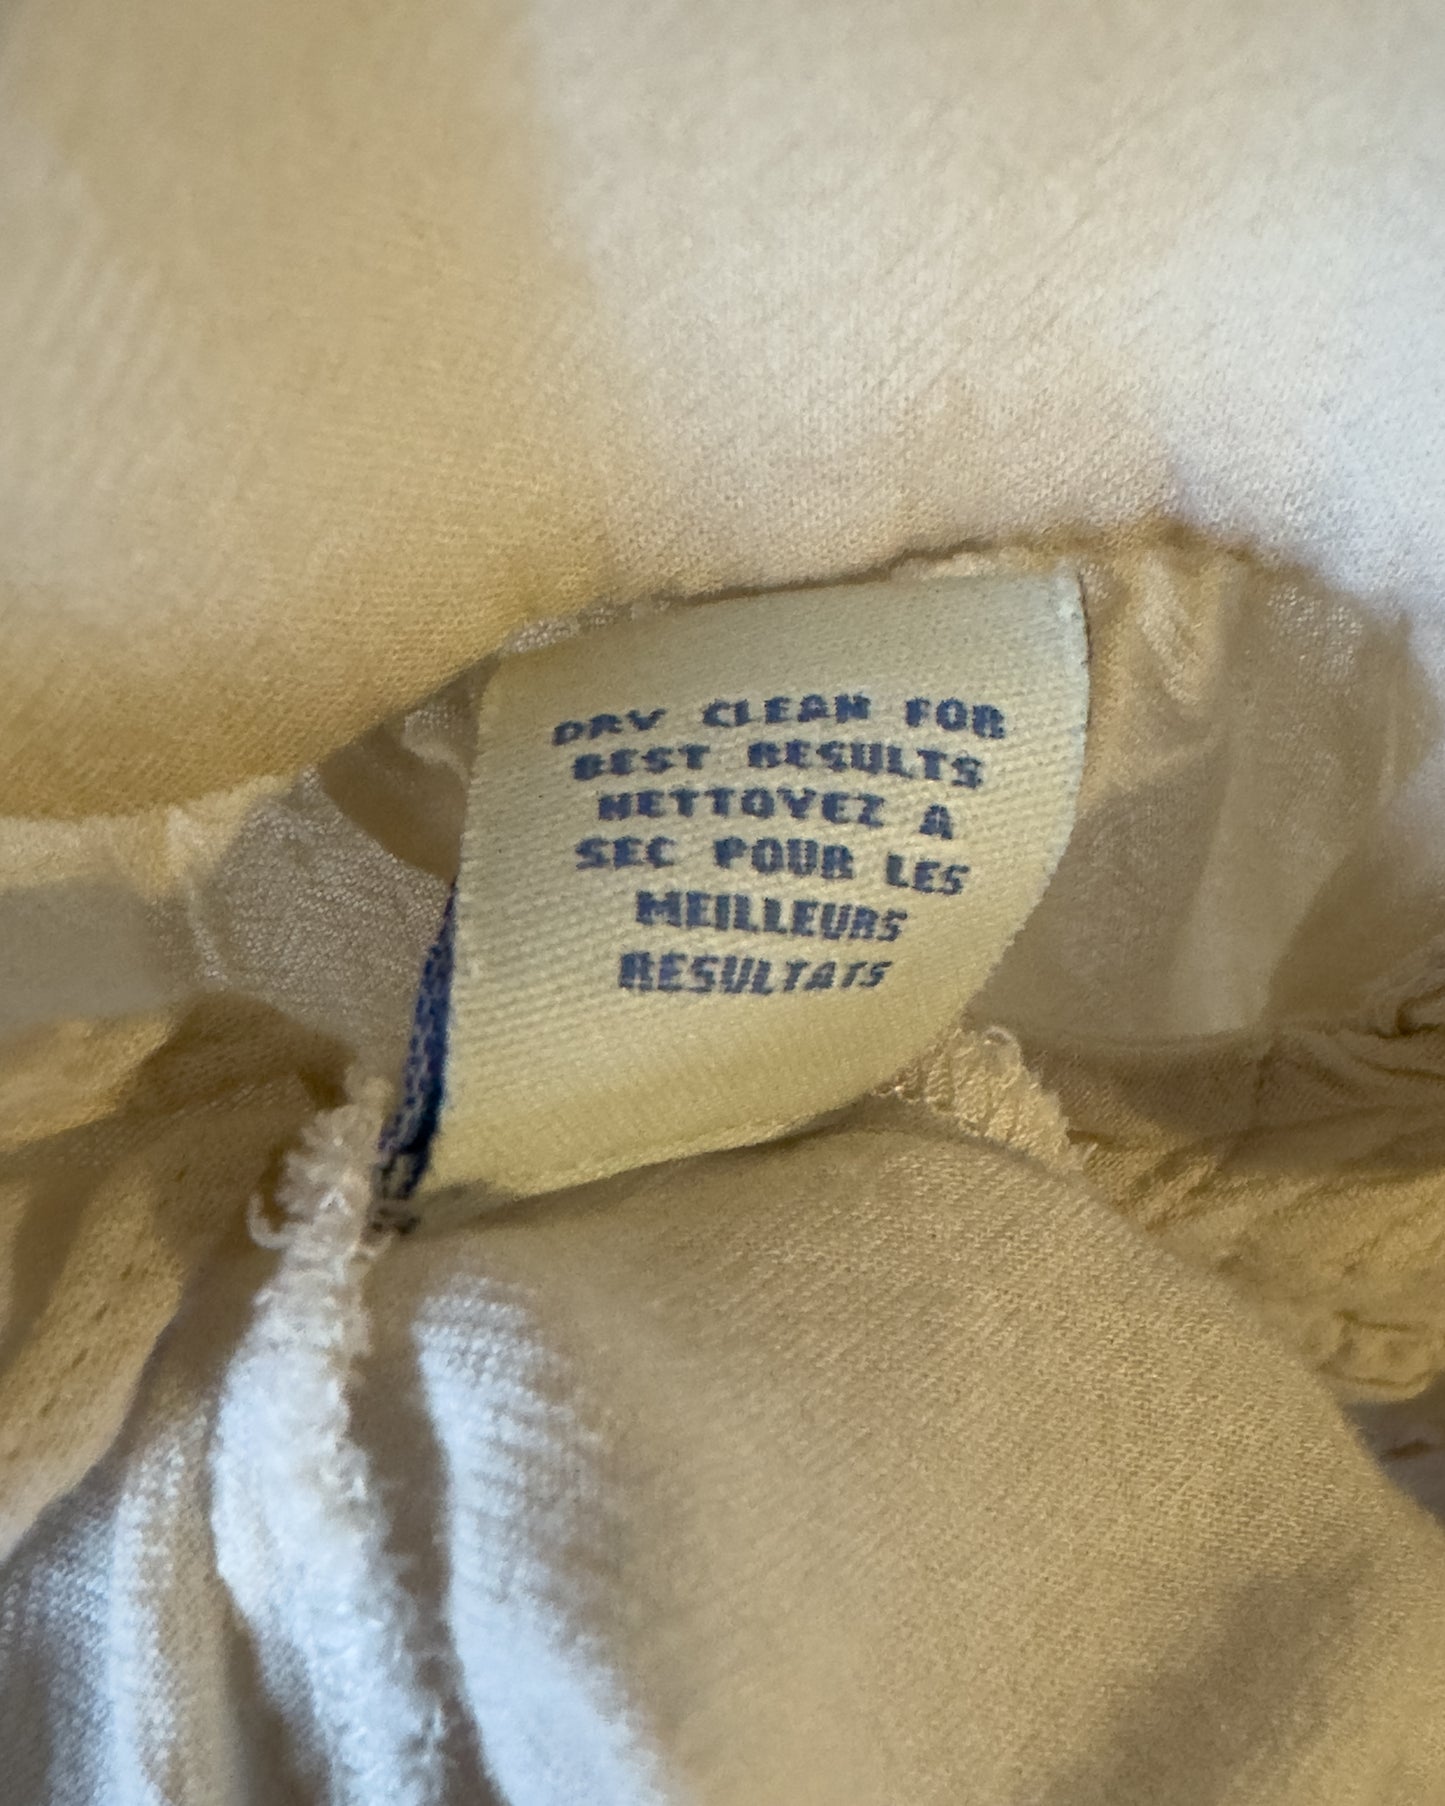 DRY CLEAN FOR
BEST RESULTS
NETTOYEZ A
SEC POUR LES
MEILLEURS
RESULTATS